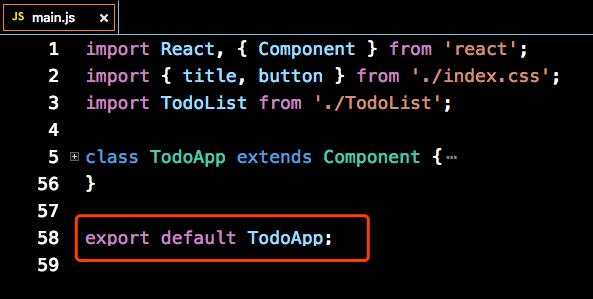 JS main.js ×
1 import React, { Component } from 'react';
2 import { title, button } from './index.css';
3 import TodoList from './TodoList';
4
5 class TodoApp extends Component {⋯
56 }
57
58 export default TodoApp;
59